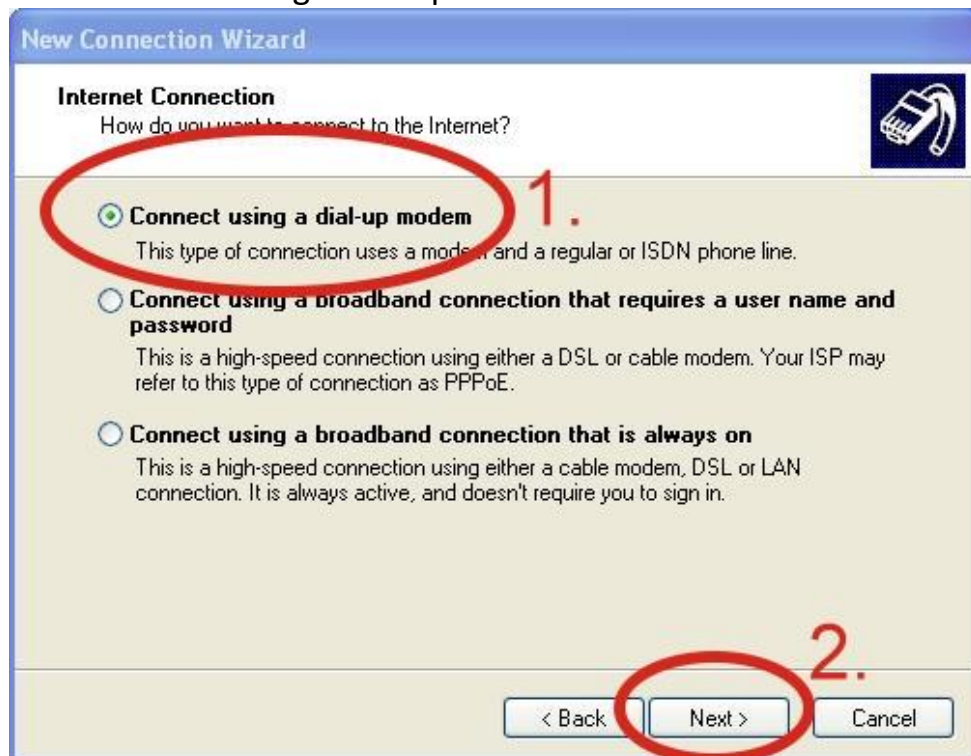 New Connection Wizard
Internet Connection
How do you want to connect to the Internet?
1.
Connect using a dial-up modem
This type of connection uses a modem and a regular or ISDN phone line.
Connect using a broadband connection that requires a user name and
password
This is a high-speed connection using either a DSL or cable modem. Your ISP may
refer to this type of connection as PPPoE.
Connect using a broadband connection that is always on
This is a high-speed connection using either a cable modem, DSL or LAN
connection. It is always active, and doesn't require you to sign in.
2.
< Back Next > Cancel